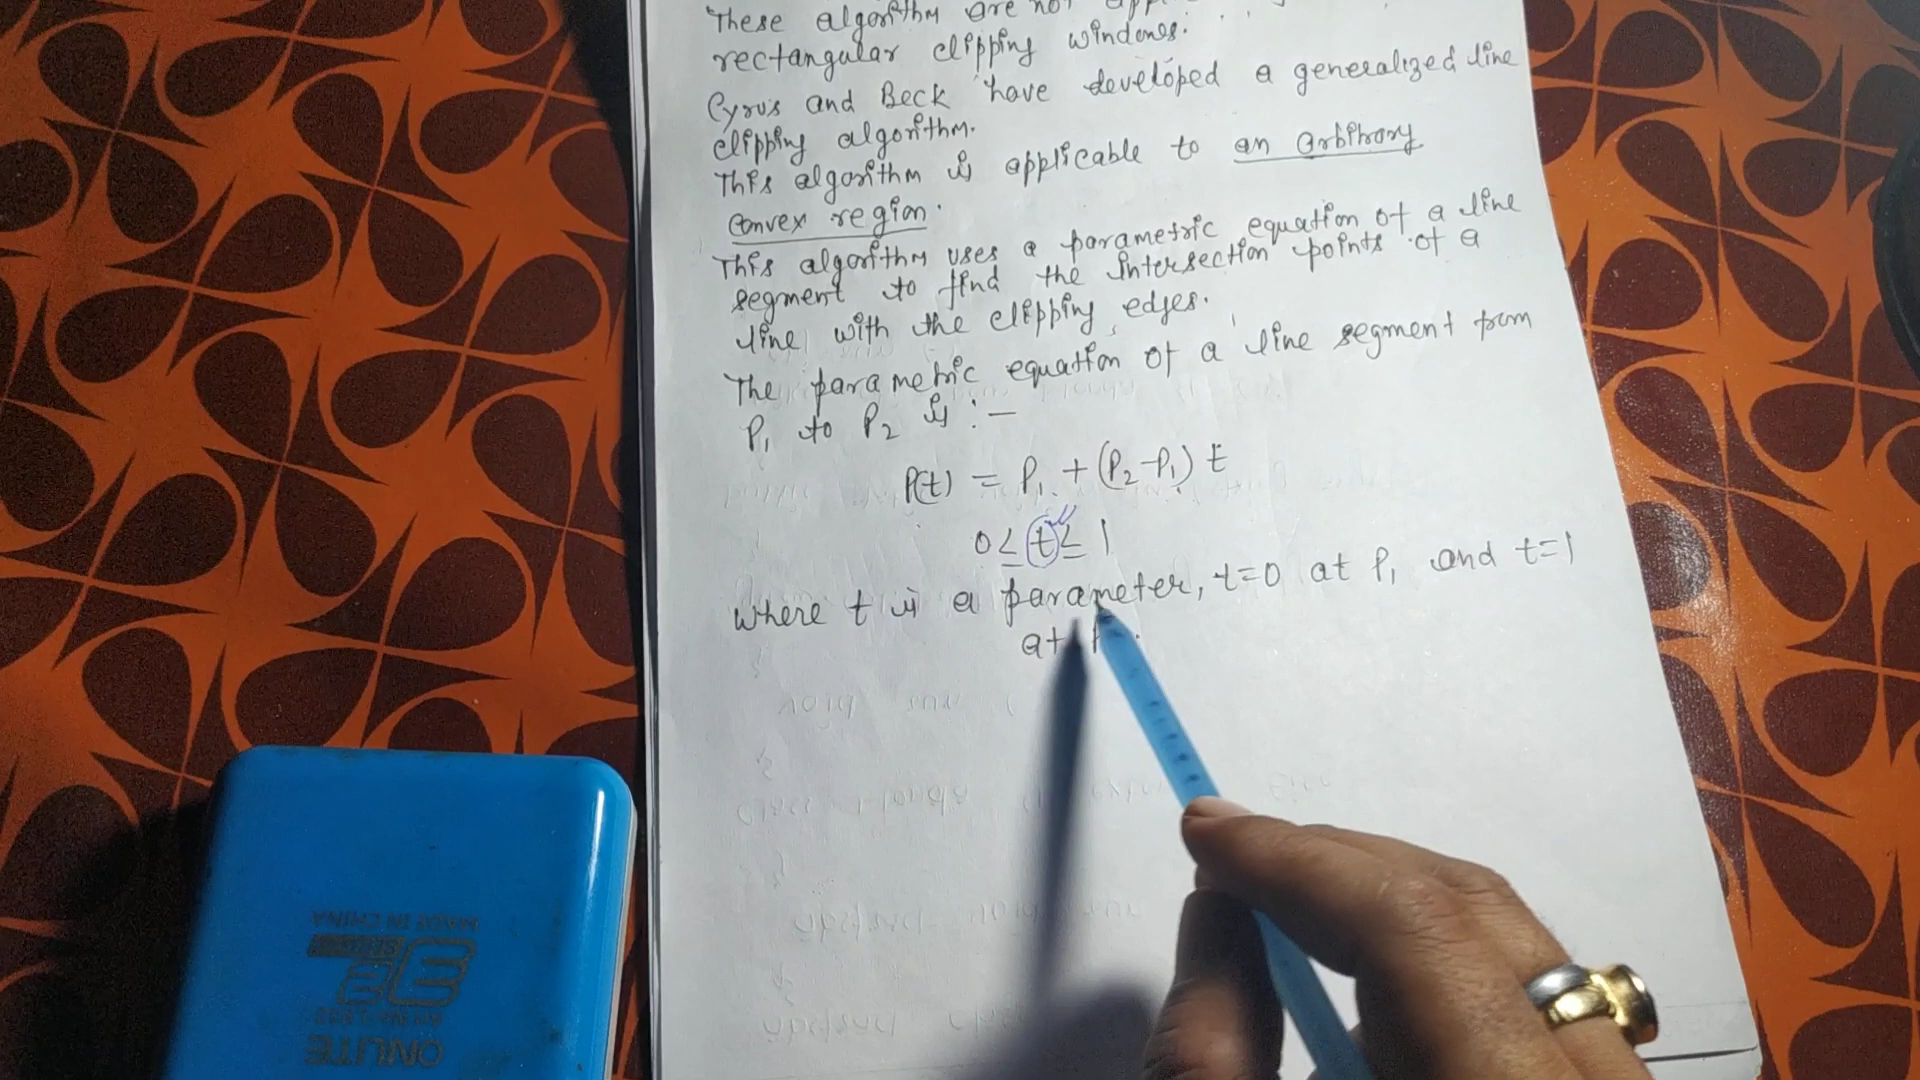 These algorithm are not
rectangular clipping windows.
Cyrus and Beck have developed a generalized line
clipping algorithm.
This algorithm is applicable to an arbitrary
convex region.
This algorithm uses a parametric equation of a line
segment to find the intersection points of a
line with the clipping edges.
The parametric equation of a line segment from
P1 to P2 is :-
P(t) = P1 + (P2-P1) t
0 ≤ t ≤ 1
where t is a parameter, t=0 at P1 and t=1
at
MADE IN CHINA
ONLITE